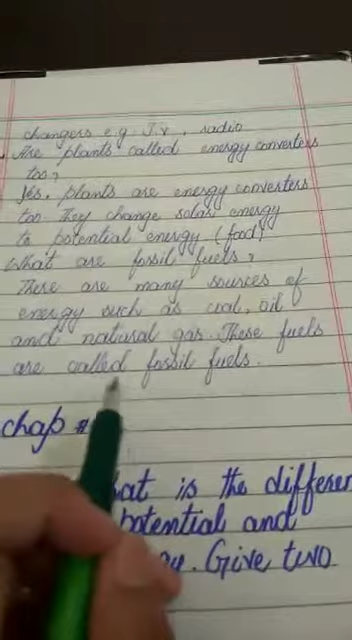 changers e.g. T.V, radio
Are plants called energy converters
too?
Yes, plants are energy converters
too. They change solar energy
to potential energy (food)
What are fossil fuels?
There are many sources of
energy such as coal, oil
and natural gas. These fuels
are called fossil fuels.
chap #
is the differen
potential and
Give two